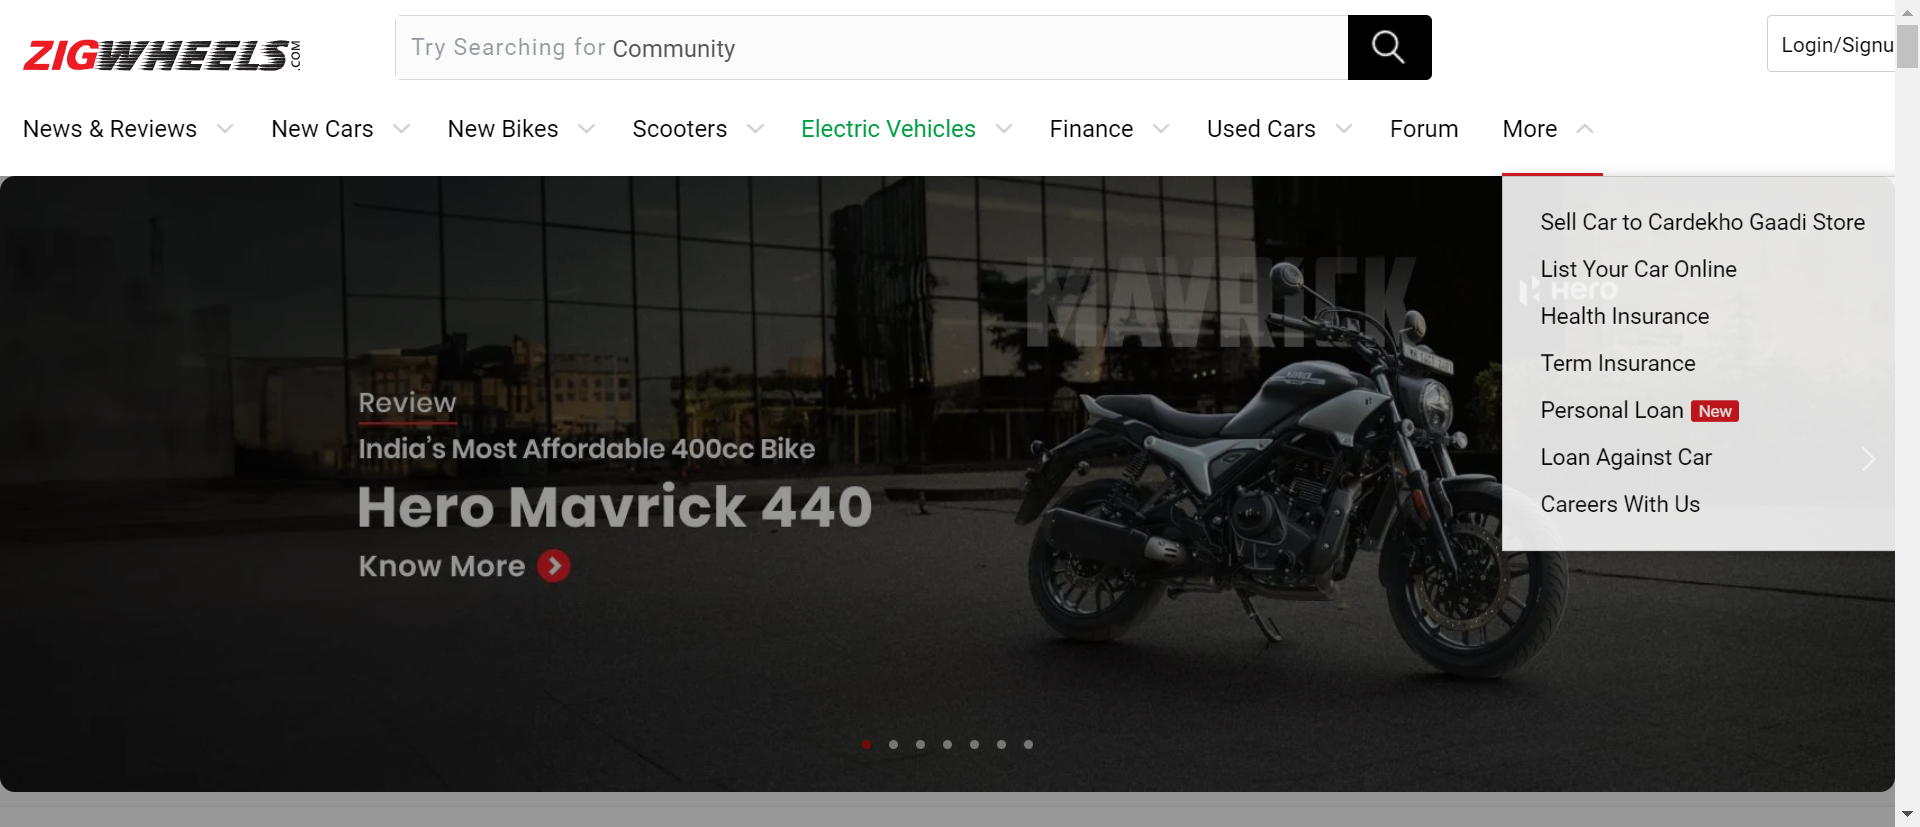 ZIGWHEELS.COM
Try Searching for Community
Login/Signu
News & Reviews
New Cars
New Bikes
Scooters
Electric Vehicles
Finance
Used Cars
Forum
More
Sell Car to Cardekho Gaadi Store
List Your Car Online
Health Insurance
Term Insurance
Personal Loan New
Loan Against Car
Careers With Us
MAVRICK
Hero
Review
India's Most Affordable 400cc Bike
Hero Mavrick 440
Know More